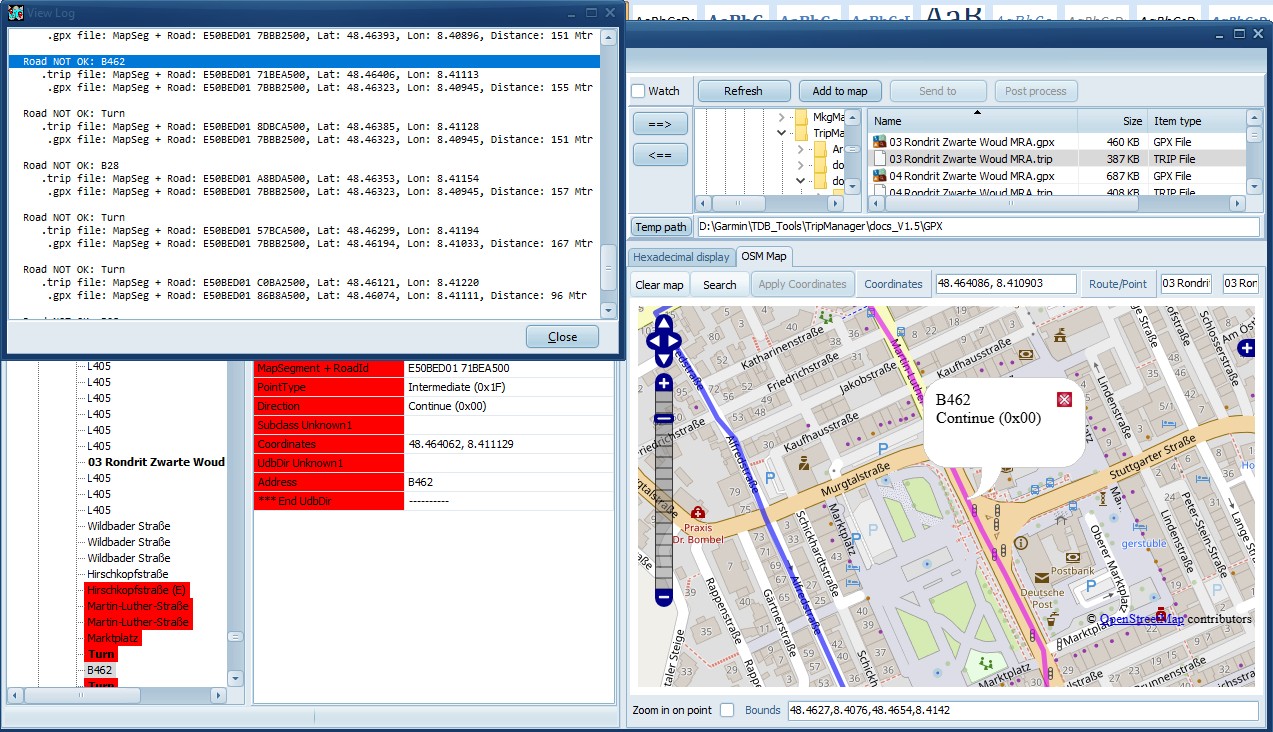 View Log
.gpx file: MapSeg + Road: E50BED01 7BBB2500, Lat: 48.46393, Lon: 8.40896, Distance: 151 Mtr
Road NOT OK: B462
.trip file: MapSeg + Road: E50BED01 71BEA500, Lat: 48.46406, Lon: 8.41113
.gpx file: MapSeg + Road: E50BED01 7BBB2500, Lat: 48.46323, Lon: 8.40945, Distance: 155 Mtr
Road NOT OK: Turn
.trip file: MapSeg + Road: E50BED01 8DBCA500, Lat: 48.46385, Lon: 8.41128
.gpx file: MapSeg + Road: E50BED01 7BBB2500, Lat: 48.46323, Lon: 8.40945, Distance: 151 Mtr
Road NOT OK: B28
.trip file: MapSeg + Road: E50BED01 A8BDA500, Lat: 48.46353, Lon: 8.41154
.gpx file: MapSeg + Road: E50BED01 7BBB2500, Lat: 48.46323, Lon: 8.40945, Distance: 157 Mtr
Road NOT OK: Turn
.trip file: MapSeg + Road: E50BED01 57BCA500, Lat: 48.46299, Lon: 8.41194
.gpx file: MapSeg + Road: E50BED01 7BBB2500, Lat: 48.46194, Lon: 8.41033, Distance: 167 Mtr
Road NOT OK: Turn
.trip file: MapSeg + Road: E50BED01 C0BA2500, Lat: 48.46121, Lon: 8.41220
.gpx file: MapSeg + Road: E50BED01 86B8A500, Lat: 48.46074, Lon: 8.41111, Distance: 96 Mtr
Close
L405
L405
L405
L405
L405
L405
03 Rondrit Zwarte Woud
L405
L405
L405
Wildbader Straße
Wildbader Straße
Wildbader Straße
Hirschkopfstraße
Hirschkopfstraße (E)
Martin-Luther-Straße
Martin-Luther-Straße
Marktplatz
Turn
B462
Turn
MapSegment + RoadId E50BED01 71BEA500
PointType Intermediate (0x1F)
Direction Continue (0x00)
Subclass Unknown1
Coordinates 48.464062, 8.411129
UdbDir Unknown1
Address B462
*** End UdbDir ----------
Watch Refresh Add to map Send to Post process
==>
<==
MkgMa
TripMa
Ar
do
do
Name Size Item type
03 Rondrit Zwarte Woud MRA.gpx 460 KB GPX File
03 Rondrit Zwarte Woud MRA.trip 387 KB TRIP File
04 Rondrit Zwarte Woud MRA.gpx 687 KB GPX File
04 Rondrit Zwarte Woud MRA.trip 408 KB TRIP File
Temp path D:\Garmin\TDB_Tools\TripManager\docs_V1.5\GPX
Hexadecimal display OSM Map
Clear map Search Apply Coordinates Coordinates 48.464086, 8.410903 Route/Point 03 Rondri 03 Ron
Katharinenstraße
Friedrichstraße
Jakobstraße
Kaufhausstraße
Kaufhausstraße
Martin-Luther
B462
Continue (0x00)
Alfredstraße
Murgtalstraße
Stuttgarter Straße
Lindenstraße
Schlosserstraße
Praxis
Dr. Bombel
Schickhardtstraße
Marktplatz
Alfredstraße
Gärtnerstraße
Rappenstraße
Peter-Stein-Straße
Lindenstraße
Lange Straße
Oberer Marktplatz
gerstuble
Postbank
Deutsche
Post
Marktplatz
Marktplatz
© OpenStreetMap contributors
Zoom in on point Bounds 48.4627,8.4076,48.4654,8.4142